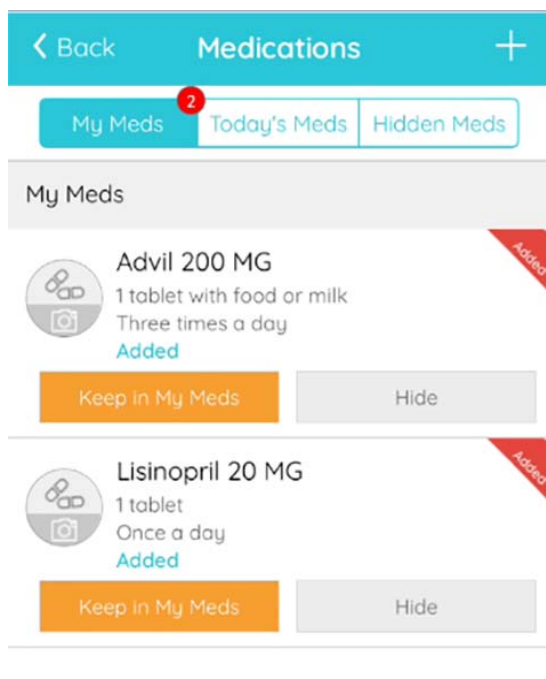 Back Medications +
2
My Meds Today's Meds Hidden Meds
My Meds
Advil 200 MG Added
1 tablet with food or milk
Three times a day
Added
Keep in My Meds Hide
Lisinopril 20 MG Added
1 tablet
Once a day
Added
Keep in My Meds Hide